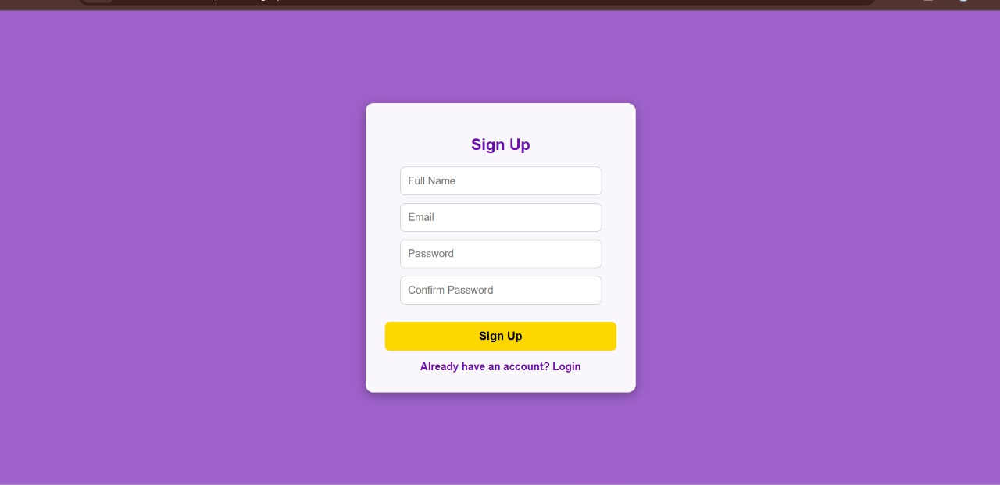 Sign Up
Full Name
Email
Password
Confirm Password
Sign Up
Already have an account? Login